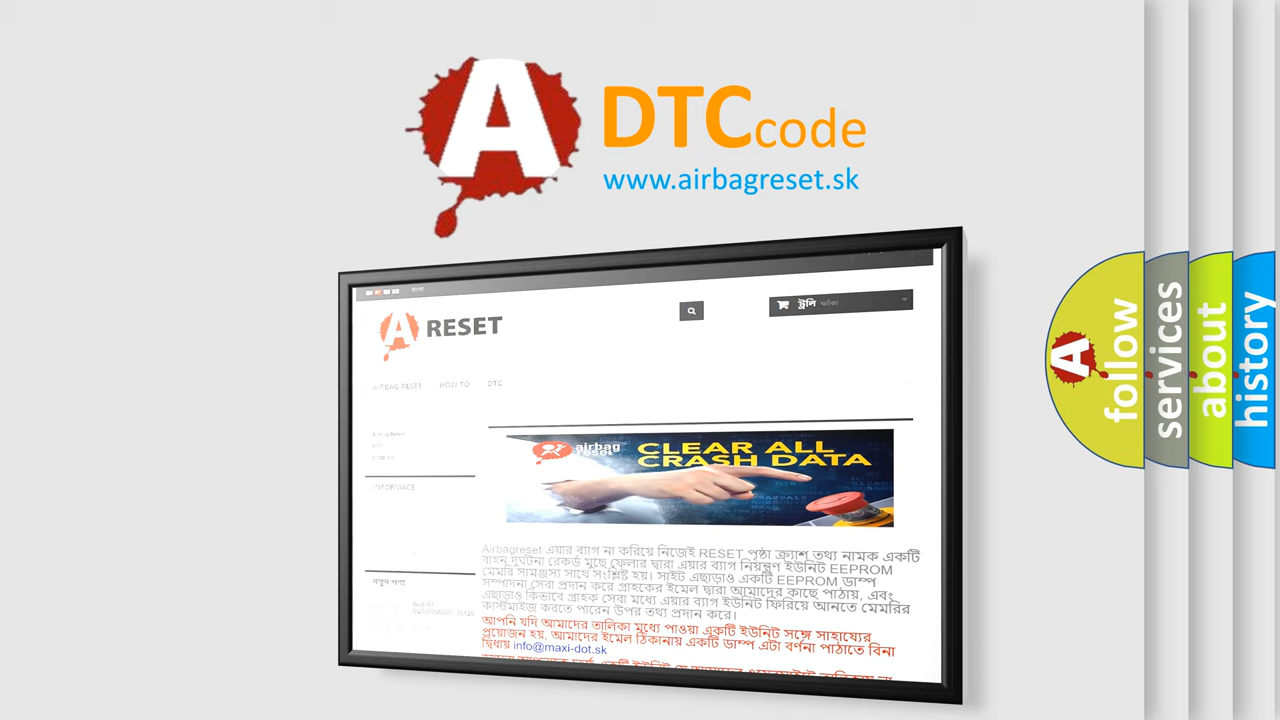 A
DTC code
www.airbagreset.sk
বাংলা
A RESET
ট্রলি
AIRBAG RESET HOW TO DTC
Airbag Reset
INFORMACE
airbag reset
CLEAR ALL
CRASH DATA
নতুন পণ্য
Airbagreset এয়ার ব্যাগ না করিয়ে নিজেই RESET পৃষ্ঠা ক্র্যাশ তথ্য নামক একটি
বাহন দুর্ঘটনা রেকর্ড মুছে ফেলার দ্বারা এয়ার ব্যাগ নিয়ন্ত্রণ ইউনিট EEPROM
মেমরি সামঞ্জস্য সাথে সংশ্লিষ্ট হয়। সাইট এছাড়াও একটি EEPROM ডাম্প
সম্পাদনা সেবা প্রদান করে গ্রাহকের ইমেল দ্বারা আমাদের কাছে পাঠায়, এবং
এছাড়াও কিভাবে গ্রাহক সেবা মধ্যে এয়ার ব্যাগ ইউনিট ফিরিয়ে আনতে মেমরির
কাস্টমাইজ করতে পারেন উপর তথ্য প্রদান করে।
আপনি যদি আমাদের তালিকা মধ্যে পাওয়া একটি ইউনিট সঙ্গে সাহায্যের
প্রয়োজন হয়, আমাদের ইমেল ঠিকানায় একটি ডাম্প এটা বর্ণনা পাঠাতে বিনা
দ্বিধায় info@maxi-dot.sk
A
follow
services
about
history